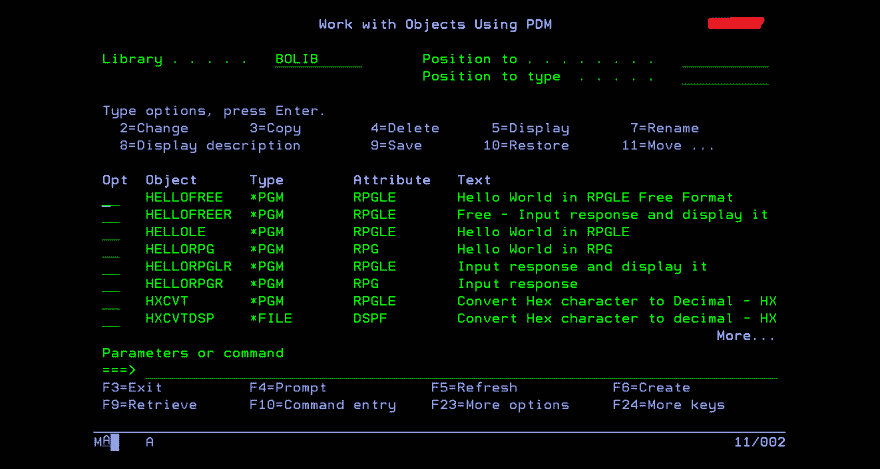 Work with Objects Using PDM
Library . . . . . BOLIB Position to . . . . . . . .
Position to type . . . . .
Type options, press Enter.
2=Change 3=Copy 4=Delete 5=Display 7=Rename
8=Display description 9=Save 10=Restore 11=Move ...
Opt Object Type Attribute Text
HELLOFREE *PGM RPGLE Hello World in RPGLE Free Format
HELLOFREER *PGM RPGLE Free - Input response and display it
HELLOLE *PGM RPGLE Hello World in RPGLE
HELLORPG *PGM RPG Hello World in RPG
HELLORPGLR *PGM RPGLE Input response and display it
HELLORPGR *PGM RPG Input response
HXCVT *PGM RPGLE Convert Hex character to Decimal - HX
HXCVTDSP *FILE DSPF Convert Hex character to decimal - HX
More...
Parameters or command
===>
F3=Exit F4=Prompt F5=Refresh F6=Create
F9=Retrieve F10=Command entry F23=More options F24=More keys
MA A 11/002